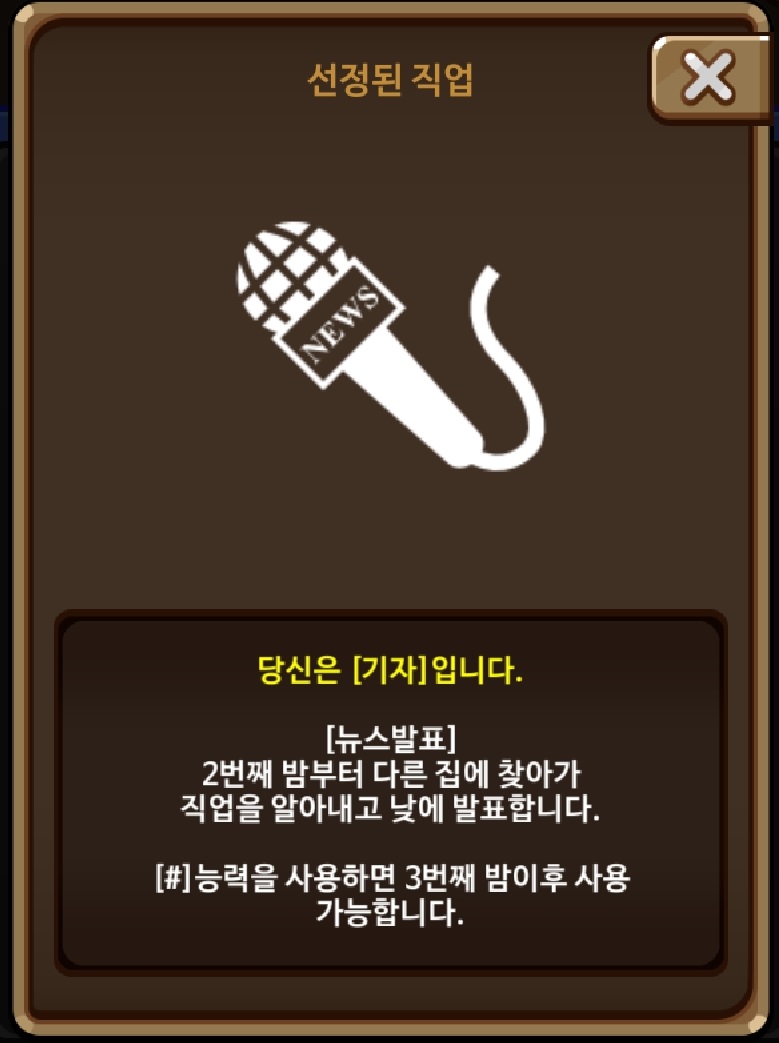 선정된 직업
NEWS
당신은 [기자]입니다.
[뉴스발표]
2번째 밤부터 다른 집에 찾아가
직업을 알아내고 낮에 발표합니다.
[#]능력을 사용하면 3번째 밤이후 사용
가능합니다.